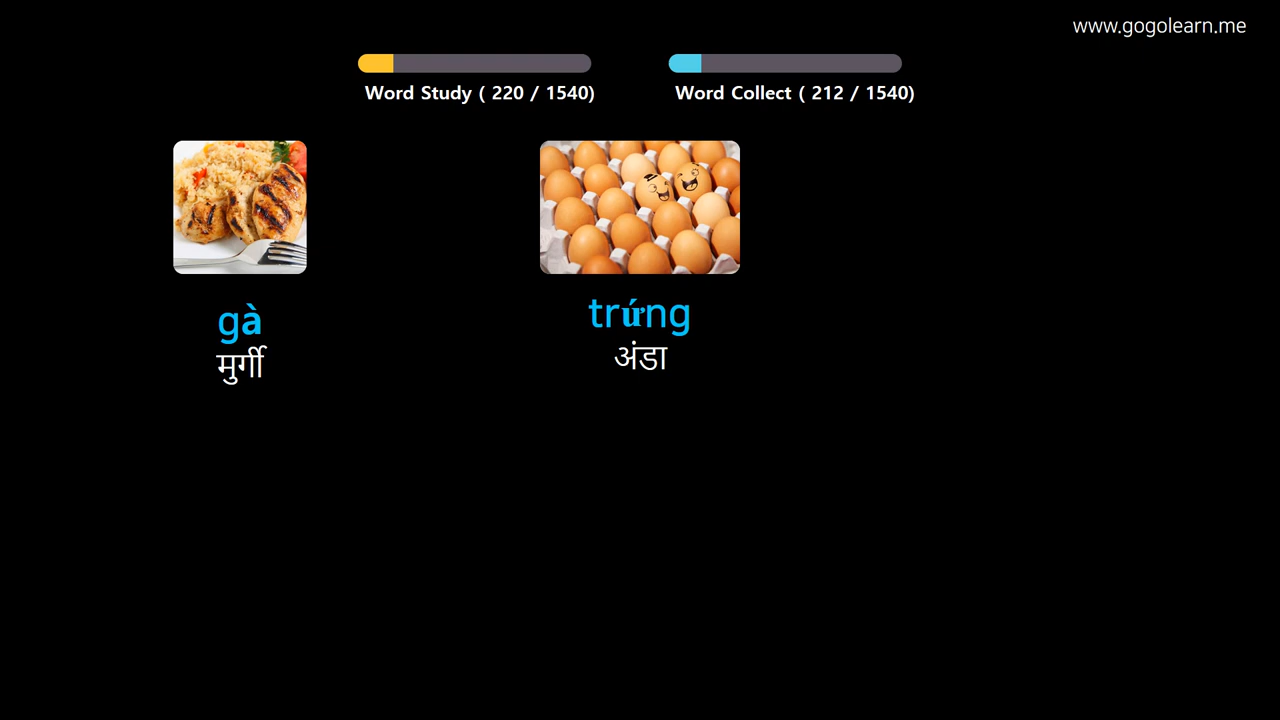 www.gogolearn.me
Word Study ( 220 / 1540)
Word Collect ( 212 / 1540)
gà
मुर्गी
trứng
अंडा